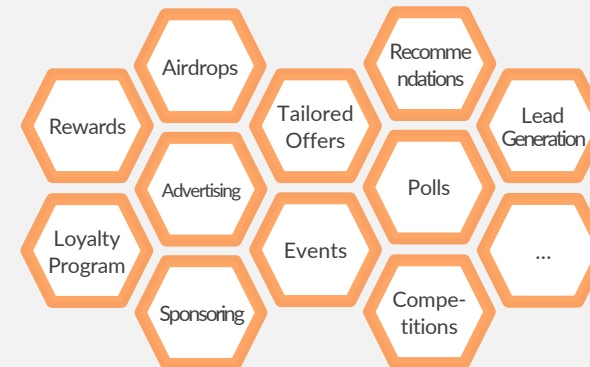 Airdrops
Recomme
ndations
Rewards
Tailored
Offers
Lead
Generation
Advertising
Polls
Loyalty
Program
Events
...
Sponsoring
Compe-
titions